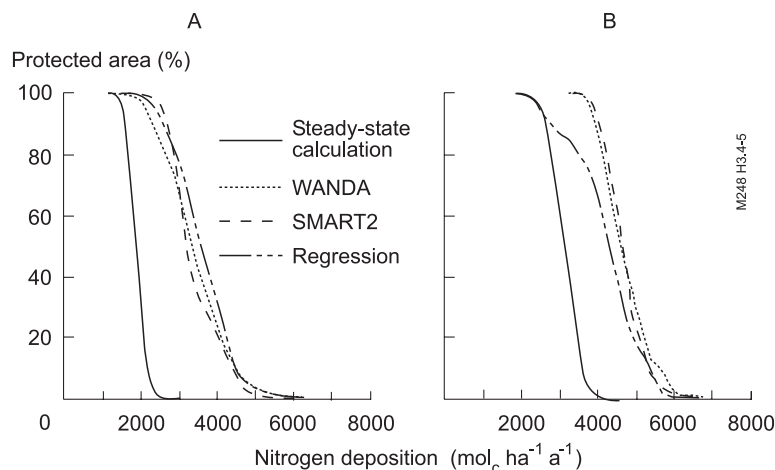 A
B
Protected area (%)
100
80
60
40
20
0
Steady-state
calculation
WANDA
SMART2
Regression
M248 H3.4-5
2000 4000 6000 8000
2000 4000 6000 8000
Nitrogen deposition (molc ha-1 a-1)